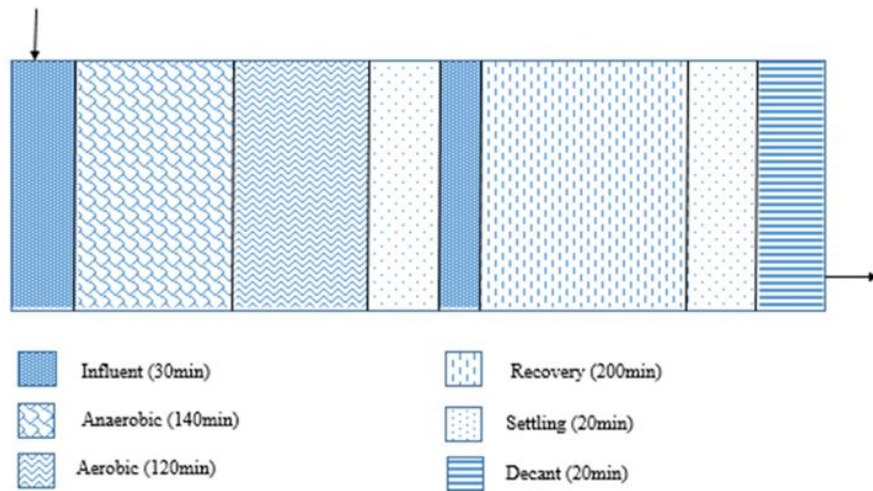 Influent (30min)
Anaerobic (140min)
Aerobic (120min)
Recovery (200min)
Settling (20min)
Decant (20min)